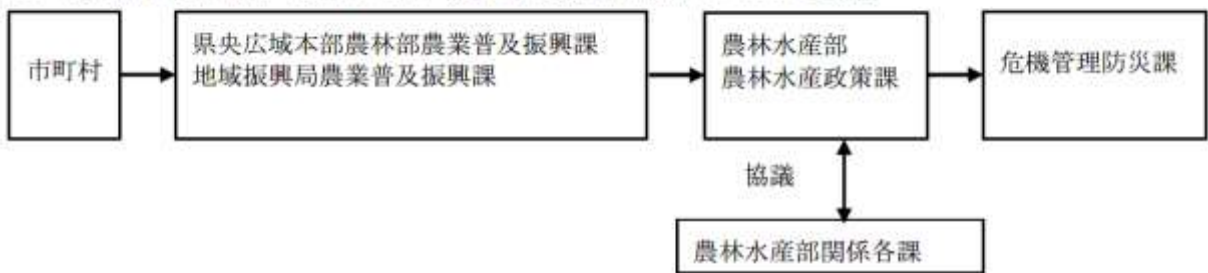 市町村
県央広域本部農林部農業普及振興課
地域振興局農業普及振興課
農林水産部
農林水産政策課
危機管理防災課
協議
農林水産部関係各課